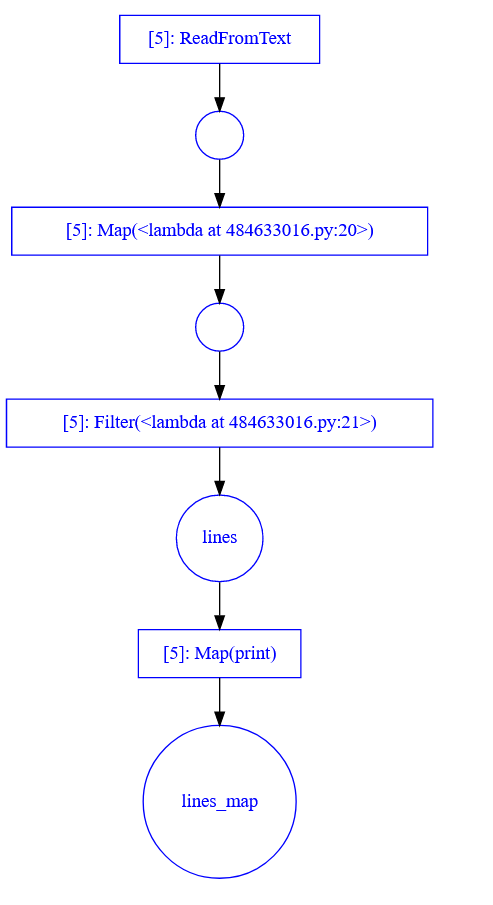 [5]: ReadFromText
[5]: Map(<lambda at 484633016.py:20>)
[5]: Filter(<lambda at 484633016.py:21>)
lines
[5]: Map(print)
lines_map